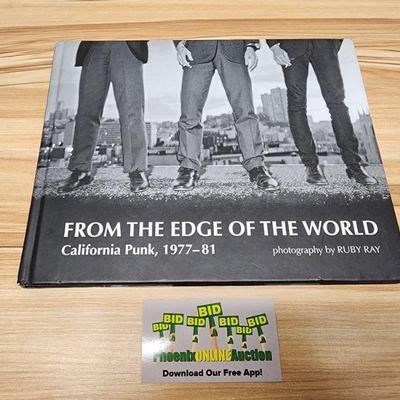 FROM THE EDGE OF THE WORLD
California Punk, 1977–81
photography by RUBY RAY
BID
BID BID
BID BID BID BID
PhoenixONLINEAuction
Download Our Free App!